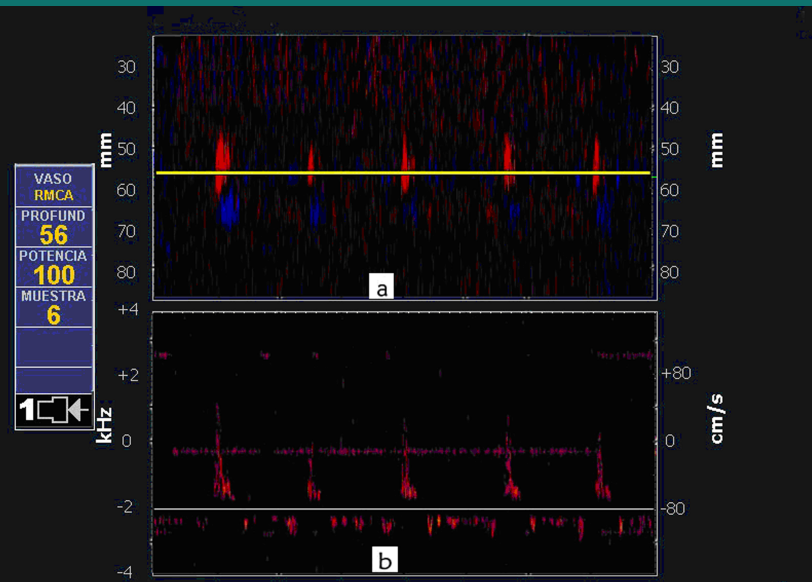 30
40
50
60
70
80
mm
30
40
50
60
70
80
mm
VASO
RMCA
PROFUND
56
POTENCIA
100
MUESTRA
6
1
a
+4
+2
0
-2
-4
kHz
+80
0
-80
cm/s
b